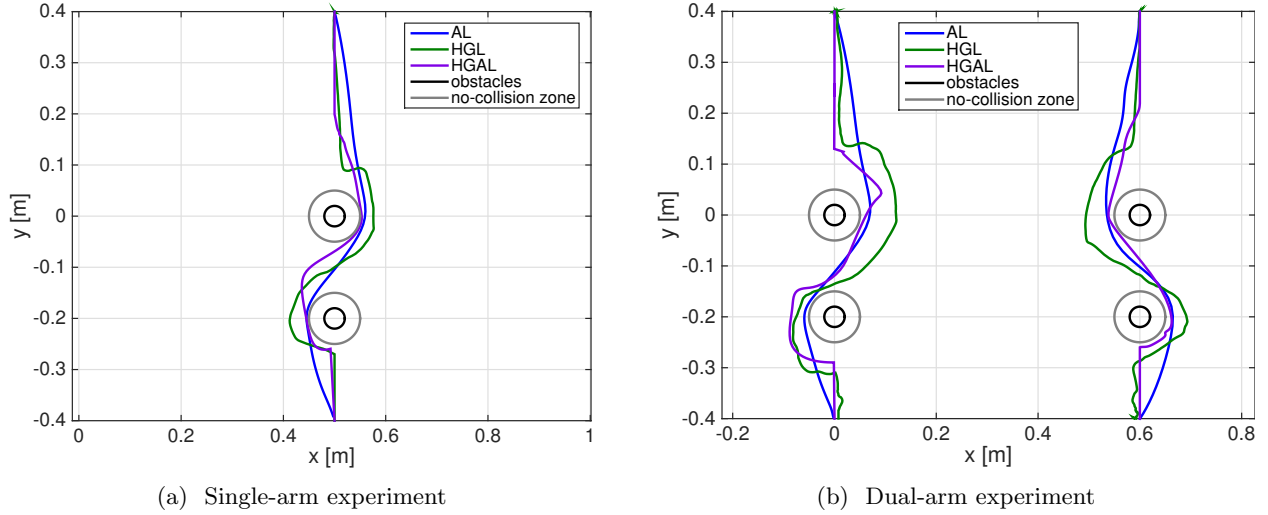 0.4
0.3
0.2
0.1
0
-0.1
-0.2
-0.3
-0.4
y [m]
0 0.2 0.4 0.6 0.8 1
x [m]
AL
HGL
HGAL
obstacles
no-collision zone
(a) Single-arm experiment
0.4
0.3
0.2
0.1
0
-0.1
-0.2
-0.3
-0.4
y [m]
-0.2 0 0.2 0.4 0.6 0.8
x [m]
AL
HGL
HGAL
obstacles
no-collision zone
(b) Dual-arm experiment